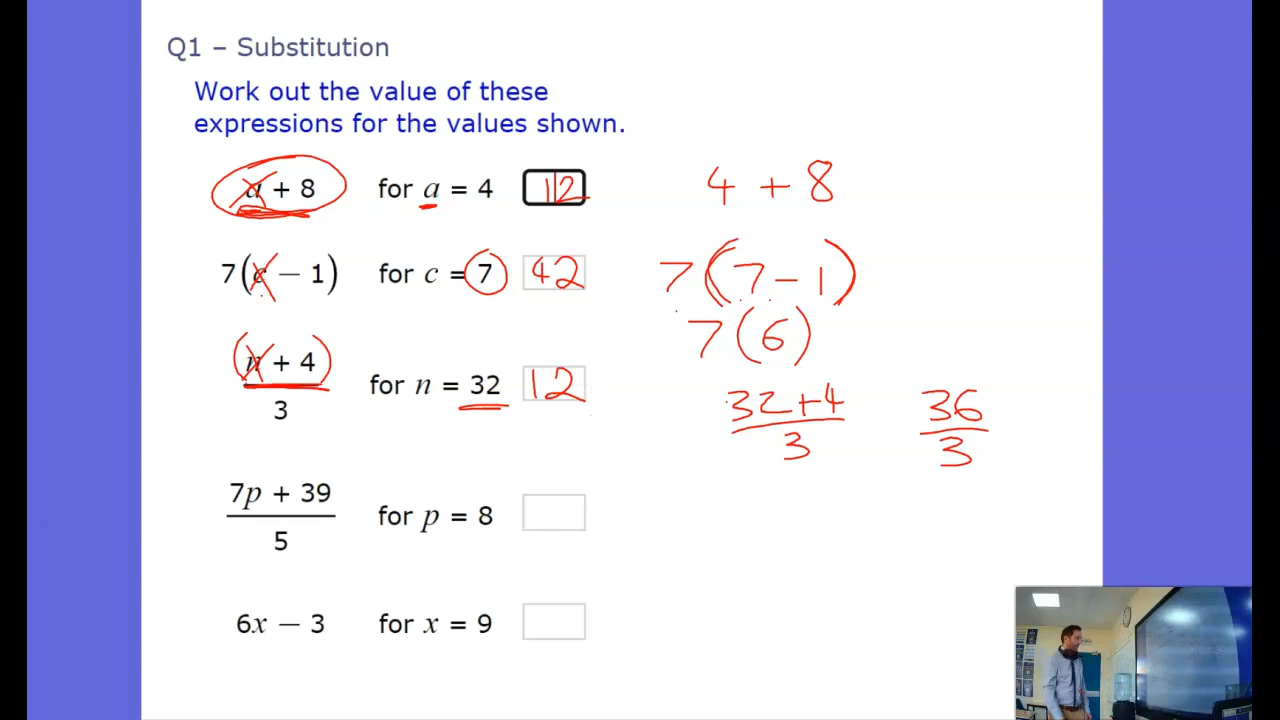 Q1 – Substitution
Work out the value of these
expressions for the values shown.
a + 8 for a = 4 12 4 + 8
7(c − 1) for c = 7 42 7(7 − 1)
7(6)
(n + 4)
3
for n = 32 12
32+4
3
36
3
7p + 39
5
for p = 8
6x − 3 for x = 9